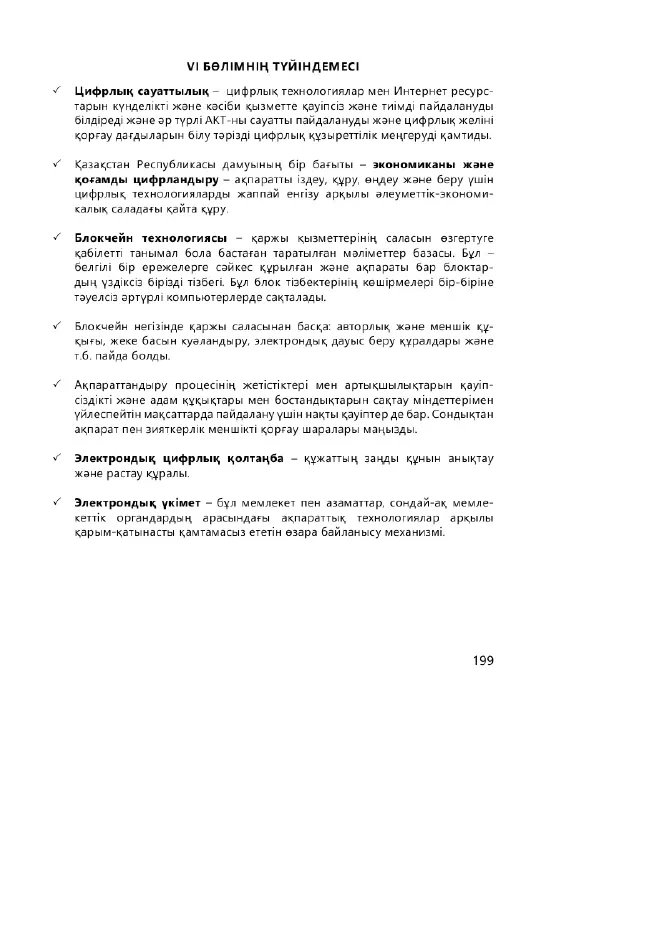 VI БӨЛІМНІҢ ТҮЙІНДЕМЕСІ
✓ Цифрлық сауаттылық – цифрлық технологиялар мен Интернет ресурс-
тарын күнделікті және кәсіби қызметте қауіпсіз және тиімді пайдалануды
білдіреді және әр түрлі АКТ-ны сауатты пайдалануды және цифрлық желіні
қорғау дағдыларын білу тәрізді цифрлық құзыреттілік меңгеруді қамтиды.
✓ Қазақстан Республикасы дамуының бір бағыты – экономиканы және
қоғамды цифрландыру – ақпаратты іздеу, құру, өңдеу және беру үшін
цифрлық технологияларды жаппай енгізу арқылы әлеуметтік-экономи-
калық саладағы қайта құру.
✓ Блокчейн технологиясы – қаржы қызметтерінің саласын өзгертуге
қабілетті танымал бола бастаған таратылған мәліметтер базасы. Бұл –
белгілі бір ережелерге сәйкес құрылған және ақпараты бар блоктар-
дың үздіксіз бірізді тізбегі. Бұл блок тізбектерінің көшірмелері бір-біріне
тәуелсіз әртүрлі компьютерлерде сақталады.
✓ Блокчейн негізінде қаржы саласынан басқа: авторлық және меншік құ-
қығы, жеке басын куәландыру, электрондық дауыс беру құралдары және
т.б. пайда болды.
✓ Ақпараттандыру процесінің жетістіктері мен артықшылықтарын қауіп-
сіздікті және адам құқықтары мен бостандықтарын сақтау міндеттерімен
үйлеспейтін мақсаттарда пайдалану үшін нақты қауіптер де бар. Сондықтан
ақпарат пен зияткерлік меншікті қорғау шаралары маңызды.
✓ Электрондық цифрлық қолтаңба – құжаттың заңды құнын анықтау
және растау құралы.
✓ Электрондық үкімет – бұл мемлекет пен азаматтар, сондай-ақ мемле-
кеттік органдардың арасындағы ақпараттық технологиялар арқылы
қарым-қатынасты қамтамасыз ететін өзара байланысу механизмі.
199